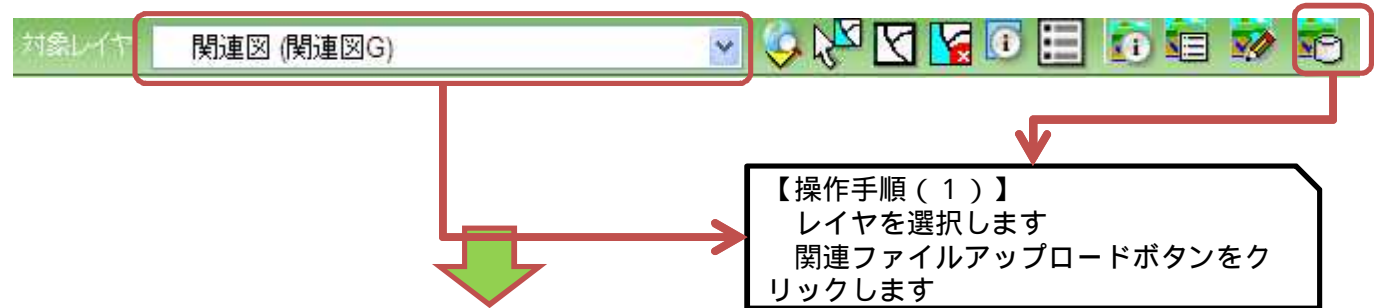 対象レイヤ
関連図 (関連図G)
【操作手順(1)】
レイヤを選択します
関連ファイルアップロードボタンをク
リックします